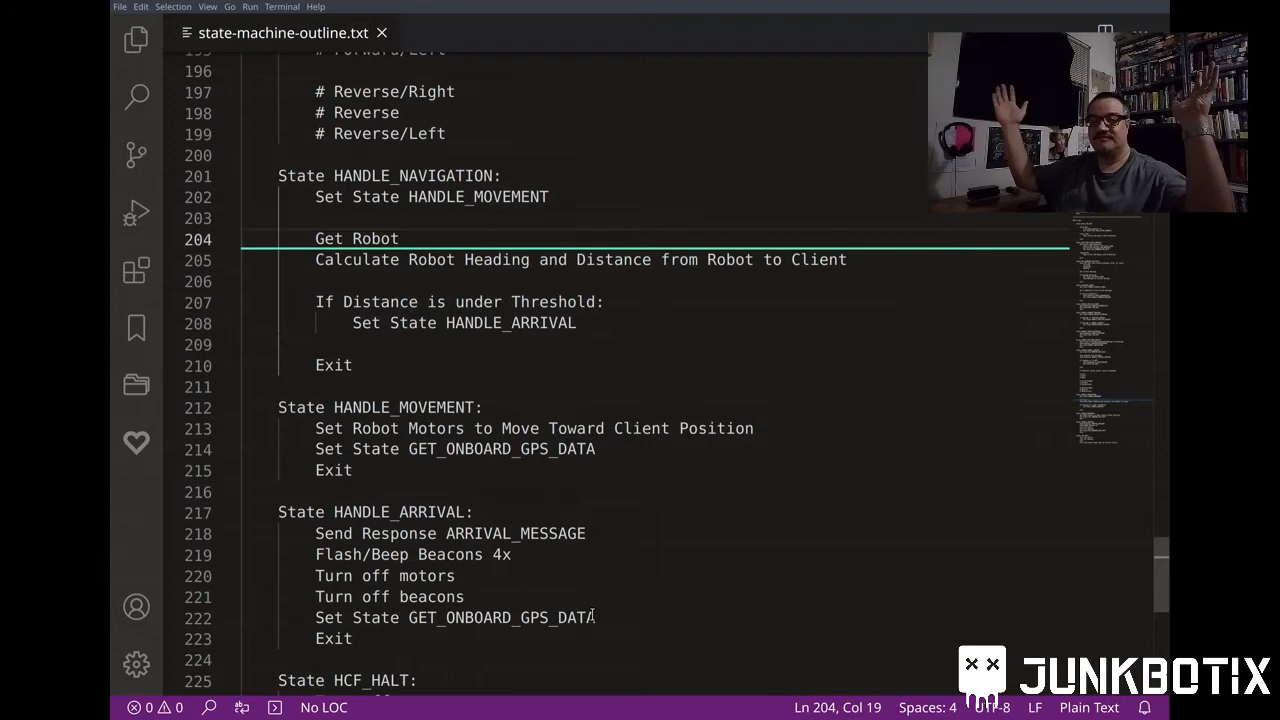 File Edit Selection View Go Run Terminal Help
state-machine-outline.txt
195 # Forward/Left
196
197 # Reverse/Right
198 # Reverse
199 # Reverse/Left
200
201 State HANDLE_NAVIGATION:
202 Set State HANDLE_MOVEMENT
203
204 Get Robot
205 Calculate Robot Heading and Distance from Robot to Client
206
207 If Distance is under Threshold:
208 Set State HANDLE_ARRIVAL
209
210 Exit
211
212 State HANDLE_MOVEMENT:
213 Set Robot Motors to Move Toward Client Position
214 Set State GET_ONBOARD_GPS_DATA
215 Exit
216
217 State HANDLE_ARRIVAL:
218 Send Response ARRIVAL_MESSAGE
219 Flash/Beep Beacons 4x
220 Turn off motors
221 Turn off beacons
222 Set State GET_ONBOARD_GPS_DATA
223 Exit
224
225 State HCF_HALT:
JUNKBOTIX
0 0 No LOC Ln 204, Col 19 Spaces: 4 UTF-8 LF Plain Text